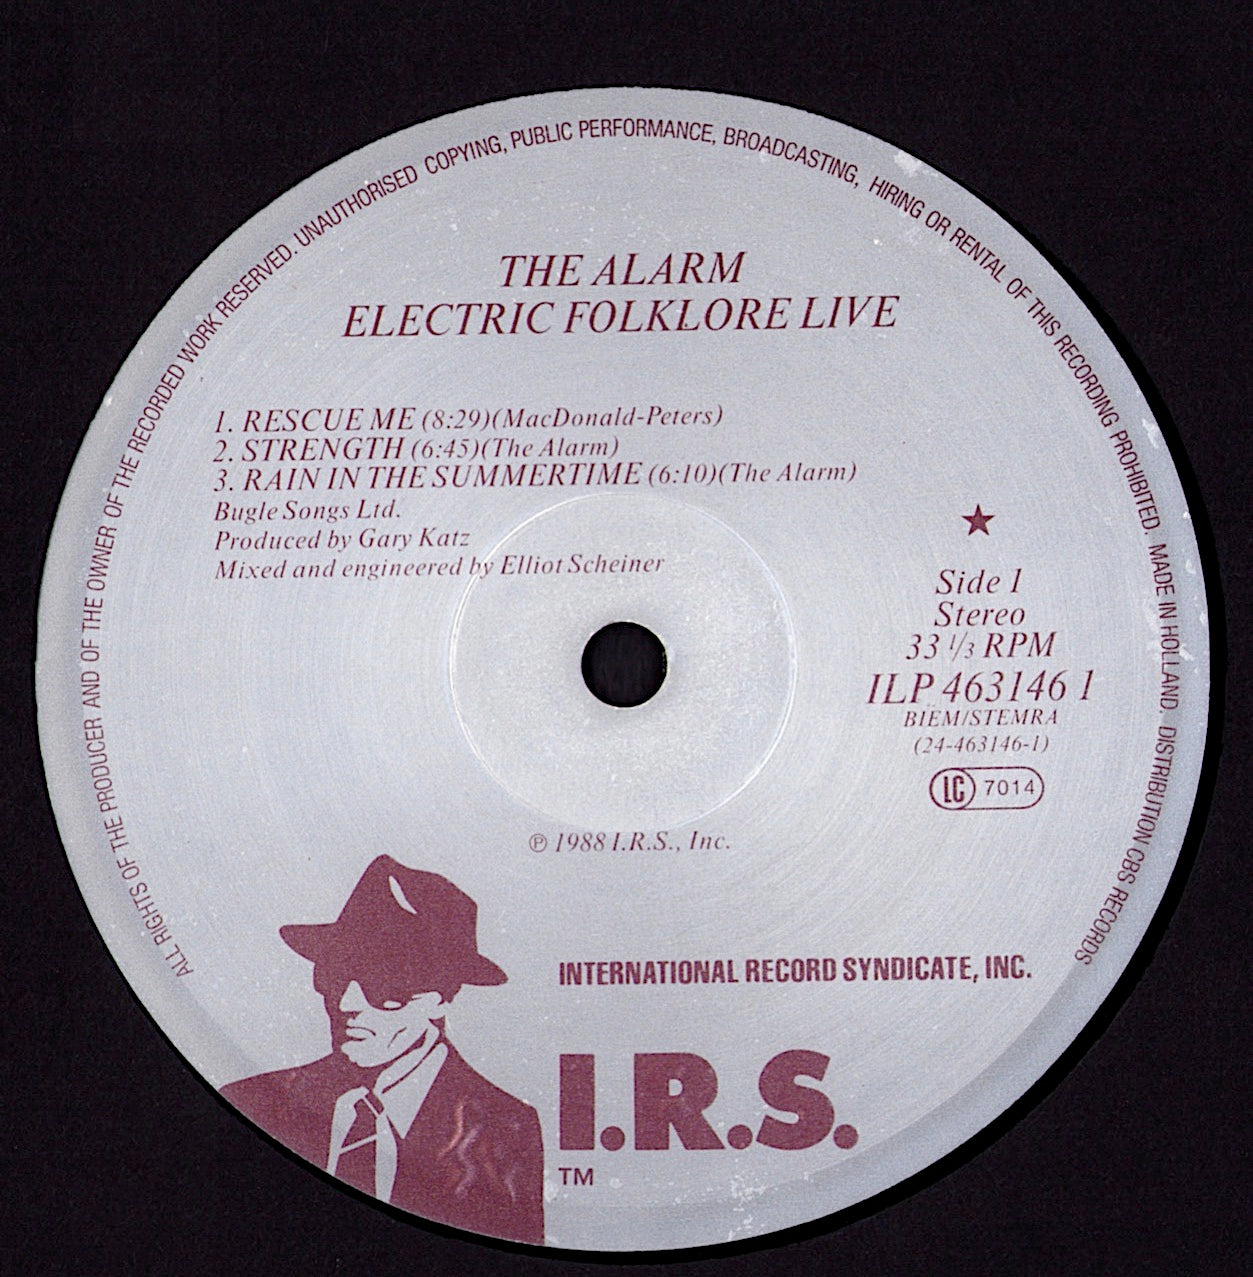 ALL RIGHTS OF THE PRODUCER AND OF THE OWNER OF THE RECORDED WORK RESERVED. UNAUTHORISED COPYING, PUBLIC PERFORMANCE, BROADCASTING, HIRING OR RENTAL OF THIS RECORDING PROHIBITED. MADE IN HOLLAND. DISTRIBUTION CBS RECORDS
THE ALARM
ELECTRIC FOLKLORE LIVE
1. RESCUE ME (8:29)(MacDonald-Peters)
2. STRENGTH (6:45)(The Alarm)
3. RAIN IN THE SUMMERTIME (6:10)(The Alarm)
Bugle Songs Ltd.
Produced by Gary Katz
Mixed and engineered by Elliot Scheiner
★
Side 1
Stereo
33 1/3 RPM
ILP 463146 1
BIEM/STEMRA
(24-463146-1)
LC 7014
℗ 1988 I.R.S., Inc.
INTERNATIONAL RECORD SYNDICATE, INC.
I.R.S.
TM